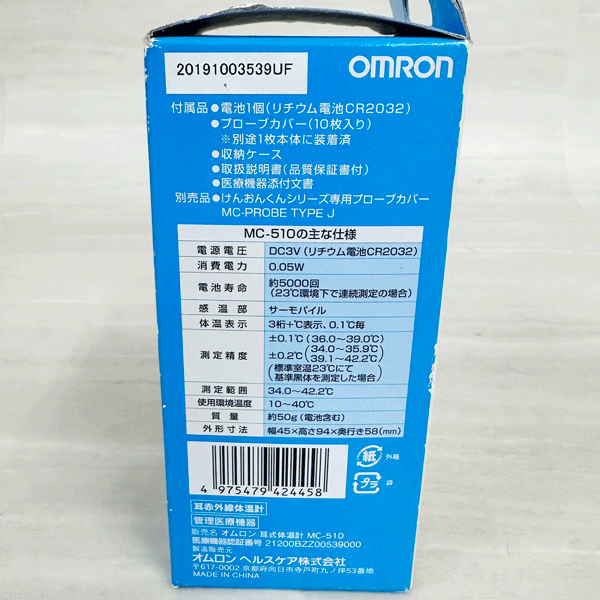 20191003539UF
OMRON
付属品 ●電池1個(リチウム電池CR2032)
●プローブカバー(10枚入り)
※別途1枚本体に装着済
●収納ケース
●取扱説明書(品質保証書付)
●医療機器添付文書
別売品 ●けんおんくんシリーズ専用プローブカバー
MC-PROBE TYPE J
MC-510の主な仕様
電源電圧 DC3V(リチウム電池CR2032)
消費電力 0.05W
電池寿命 約5000回
(23℃環境下で連続測定の場合)
感温部 サーモパイル
体温表示 3桁+℃表示、0.1℃毎
測定精度 ±0.1℃(36.0〜39.0℃)
±0.2℃(34.0〜35.9℃
39.1〜42.2℃)
(標準室温23℃にて
基準黒体を測定した場合)
測定範囲 34.0〜42.2℃
使用環境温度 10〜40℃
質量 約50g(電池含む)
外形寸法 幅45×高さ94×奥行き58(mm)
紙 外箱
プラ 袋
4 975479 424458
耳赤外線体温計
管理医療機器
販売名 オムロン 耳式体温計 MC-510
医療機器認証番号 21200BZZ00539000
製造販売元
オムロン ヘルスケア株式会社
〒617-0002 京都府向日市寺戸町九ノ坪53番地
MADE IN CHINA